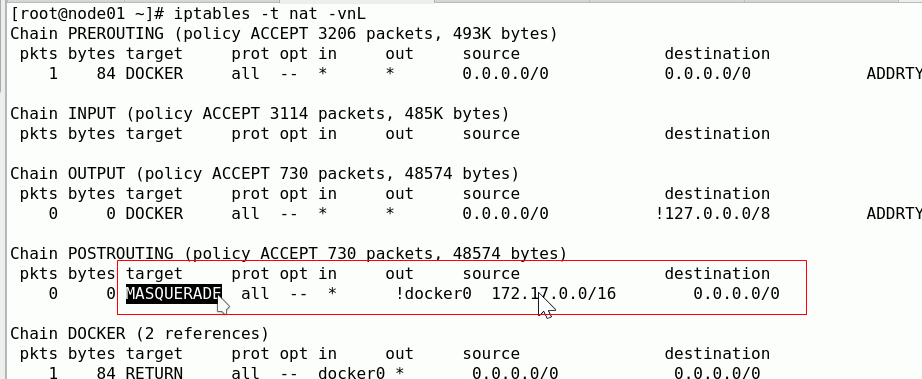 [root@node01 ~]# iptables -t nat -vnL
Chain PREROUTING (policy ACCEPT 3206 packets, 493K bytes)
 pkts bytes target     prot opt in     out     source               destination
    1    84 DOCKER     all  --  *      *       0.0.0.0/0            0.0.0.0/0            ADDRTY

Chain INPUT (policy ACCEPT 3114 packets, 485K bytes)
 pkts bytes target     prot opt in     out     source               destination

Chain OUTPUT (policy ACCEPT 730 packets, 48574 bytes)
 pkts bytes target     prot opt in     out     source               destination
    0     0 DOCKER     all  --  *      *       0.0.0.0/0           !127.0.0.0/8          ADDRTY

Chain POSTROUTING (policy ACCEPT 730 packets, 48574 bytes)
 pkts bytes target     prot opt in     out     source               destination
    0     0 MASQUERADE  all  --  *      !docker0  172.17.0.0/16        0.0.0.0/0

Chain DOCKER (2 references)
 pkts bytes target     prot opt in     out     source               destination
    1    84 RETURN     all  --  docker0 *       0.0.0.0/0            0.0.0.0/0